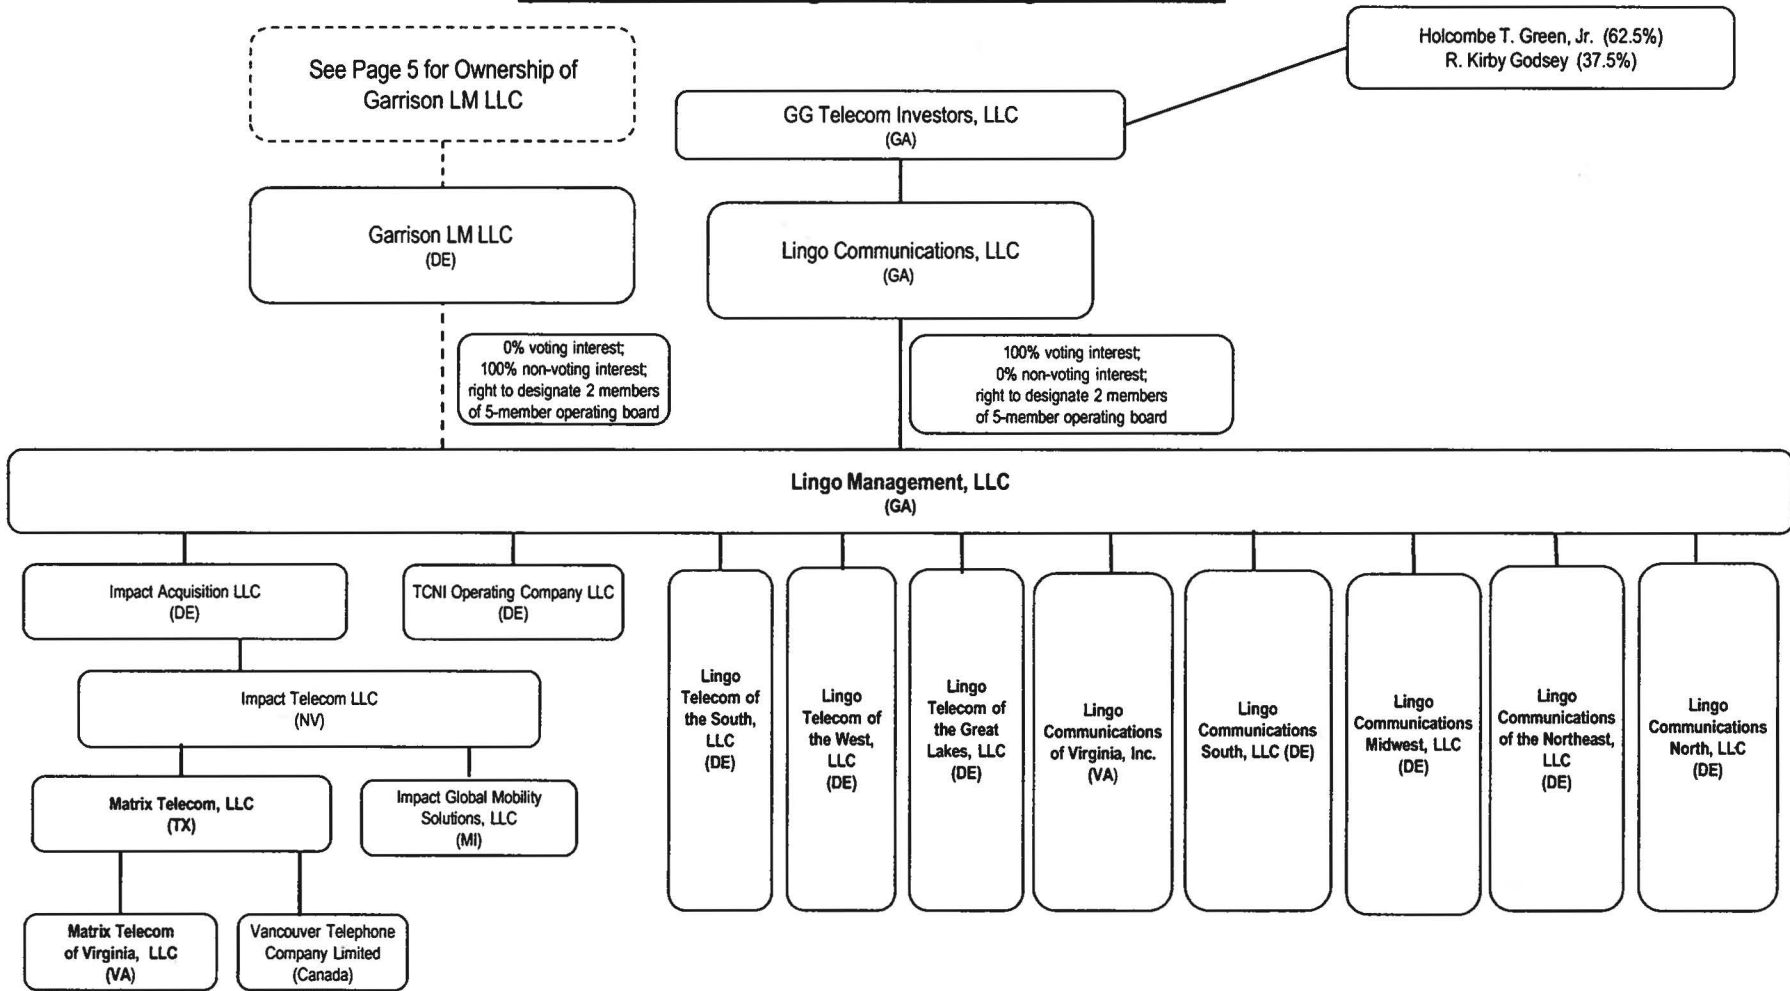 See Page 5 for Ownership of
Garrison LM LLC
Holcombe T. Green, Jr. (62.5%)
R. Kirby Godsey (37.5%)
GG Telecom Investors, LLC
(GA)
Garrison LM LLC
(DE)
Lingo Communications, LLC
(GA)
0% voting interest;
100% non-voting interest;
right to designate 2 members
of 5-member operating board
100% voting interest;
0% non-voting interest;
right to designate 2 members
of 5-member operating board
Lingo Management, LLC
(GA)
Impact Acquisition LLC
(DE)
TCNI Operating Company LLC
(DE)
Impact Telecom LLC
(NV)
Matrix Telecom, LLC
(TX)
Impact Global Mobility
Solutions, LLC
(MI)
Matrix Telecom
of Virginia, LLC
(VA)
Vancouver Telephone
Company Limited
(Canada)
Lingo
Telecom of
the South,
LLC
(DE)
Lingo
Telecom of
the West,
LLC
(DE)
Lingo
Telecom of
the Great
Lakes, LLC
(DE)
Lingo
Communications
of Virginia, Inc.
(VA)
Lingo
Communications
South, LLC (DE)
Lingo
Communications
Midwest, LLC
(DE)
Lingo
Communications
of the Northeast,
LLC
(DE)
Lingo
Communications
North, LLC
(DE)